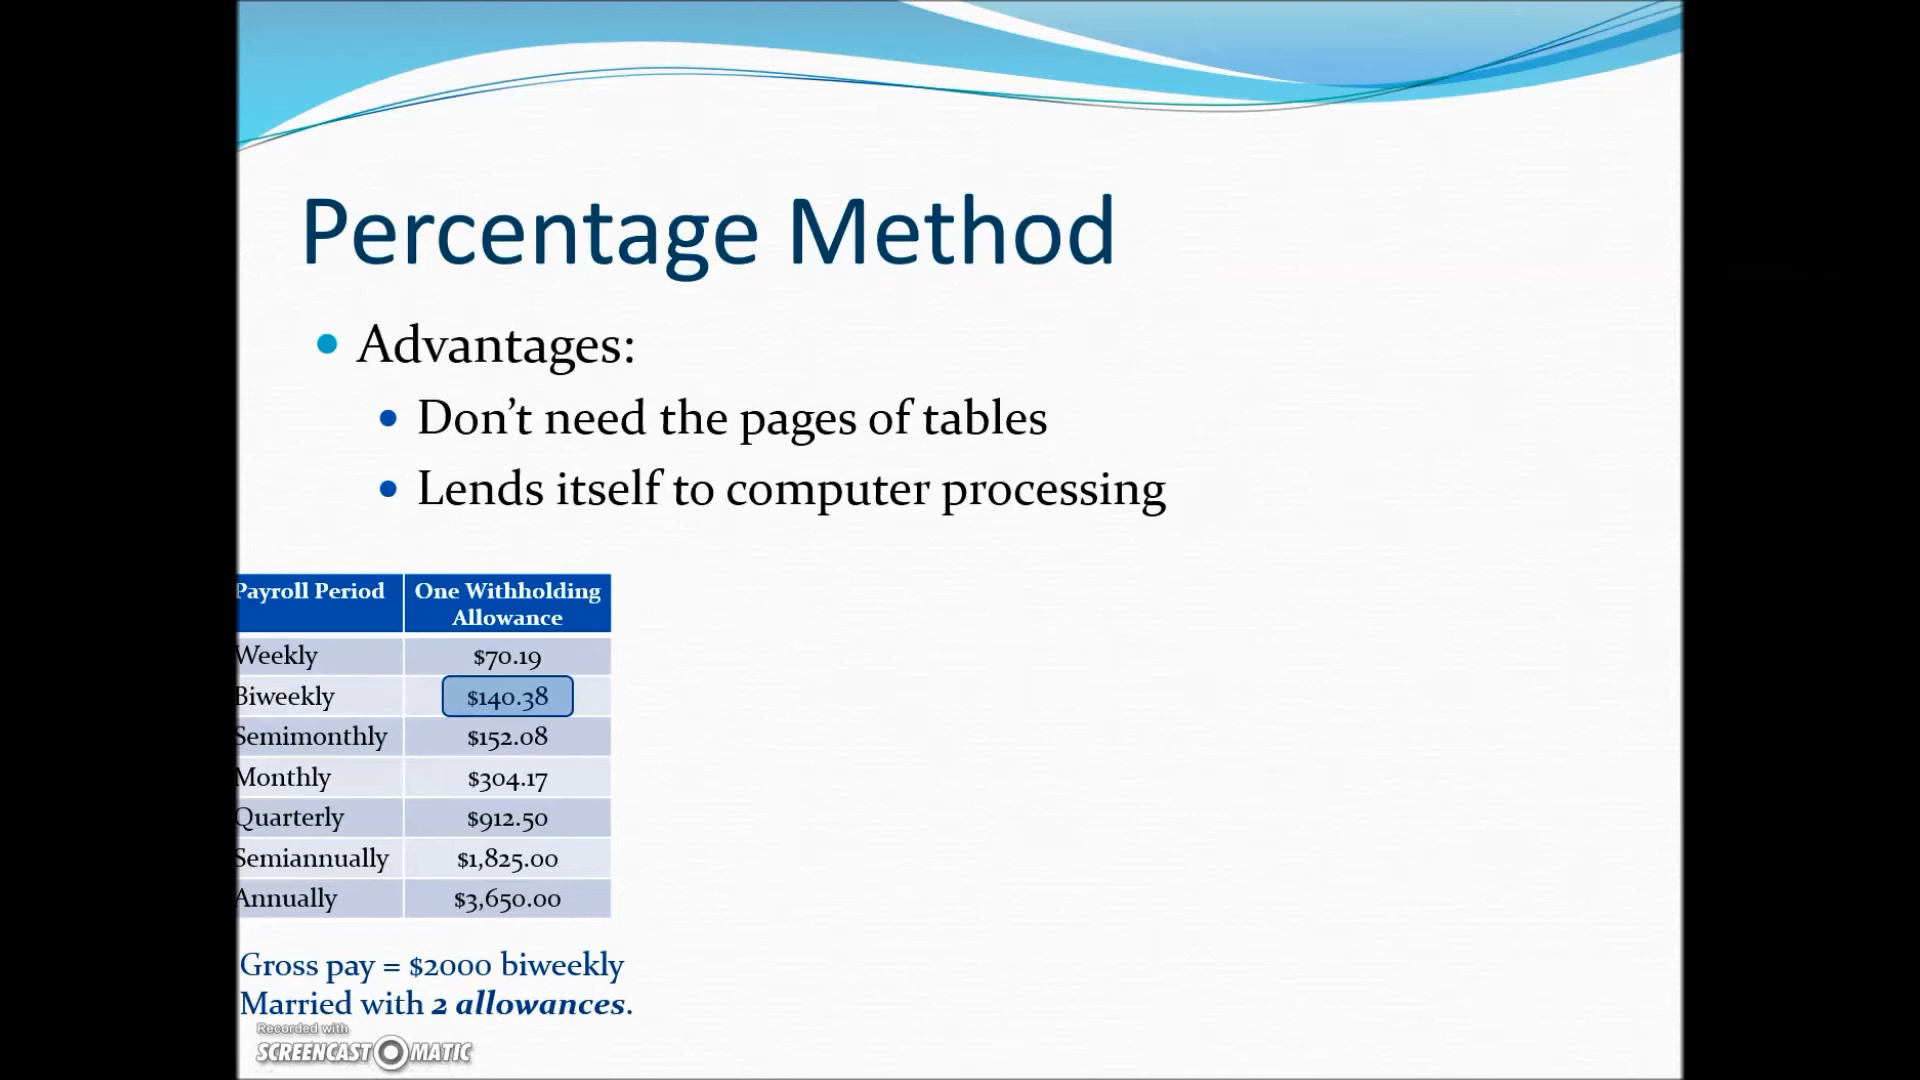 Percentage Method
Advantages:
Don't need the pages of tables
Lends itself to computer processing
Payroll Period One Withholding Allowance
Weekly $70.19
Biweekly $140.38
Semimonthly $152.08
Monthly $304.17
Quarterly $912.50
Semiannually $1,825.00
Annually $3,650.00
Gross pay = $2000 biweekly
Married with 2 allowances.
Recorded with
SCREENCAST O MATIC